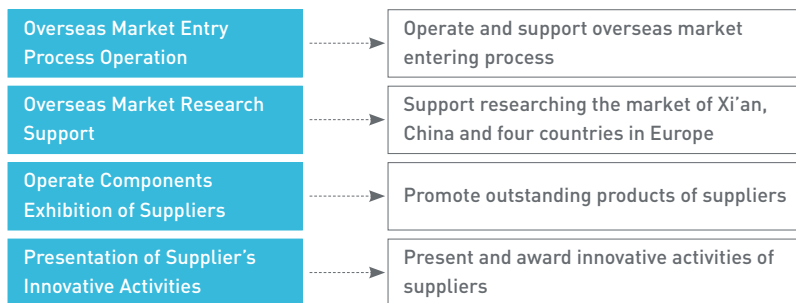 Overseas Market Entry
Process Operation
Operate and support overseas market
entering process
Overseas Market Research
Support
Support researching the market of Xi’an,
China and four countries in Europe
Operate Components
Exhibition of Suppliers
Promote outstanding products of suppliers
Presentation of Supplier’s
Innovative Activities
Present and award innovative activities of
suppliers